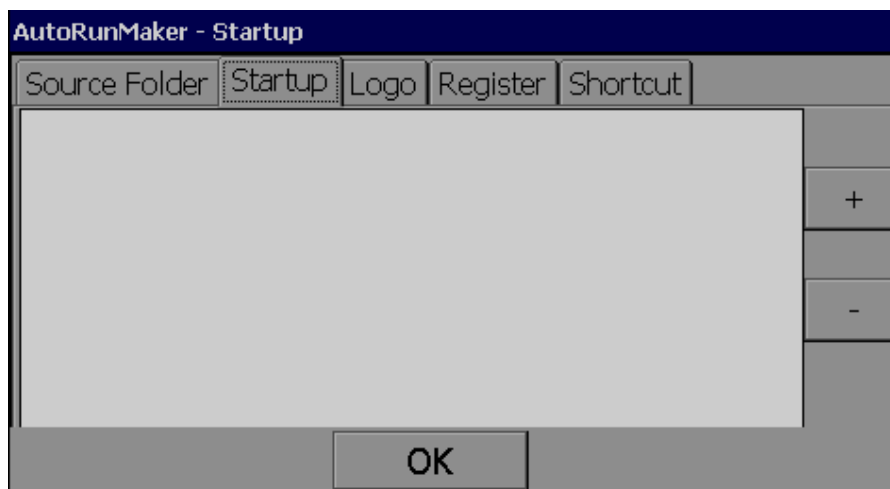 AutoRunMaker - Startup
Source Folder Startup Logo Register Shortcut
+
-
OK